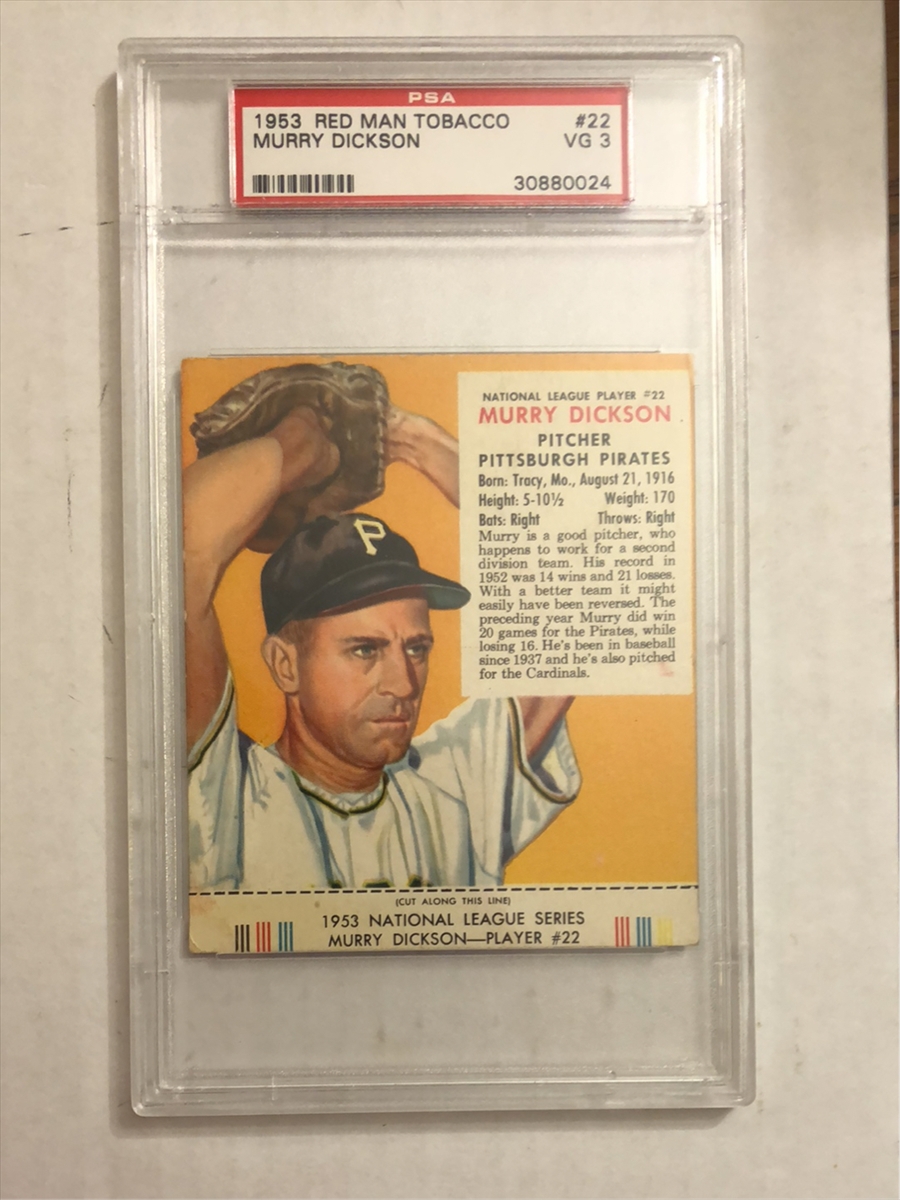 PSA
1953 RED MAN TOBACCO #22
MURRY DICKSON VG 3
30880024
NATIONAL LEAGUE PLAYER #22
MURRY DICKSON
PITCHER
PITTSBURGH PIRATES
Born: Tracy, Mo., August 21, 1916
Height: 5-10½ Weight: 170
Bats: Right Throws: Right
Murry is a good pitcher, who
happens to work for a second
division team. His record in
1952 was 14 wins and 21 losses.
With a better team it might
easily have been reversed. The
preceding year Murry did win
20 games for the Pirates, while
losing 16. He's been in baseball
since 1937 and he's also pitched
for the Cardinals.
P
(CUT ALONG THIS LINE)
1953 NATIONAL LEAGUE SERIES
MURRY DICKSON—PLAYER #22